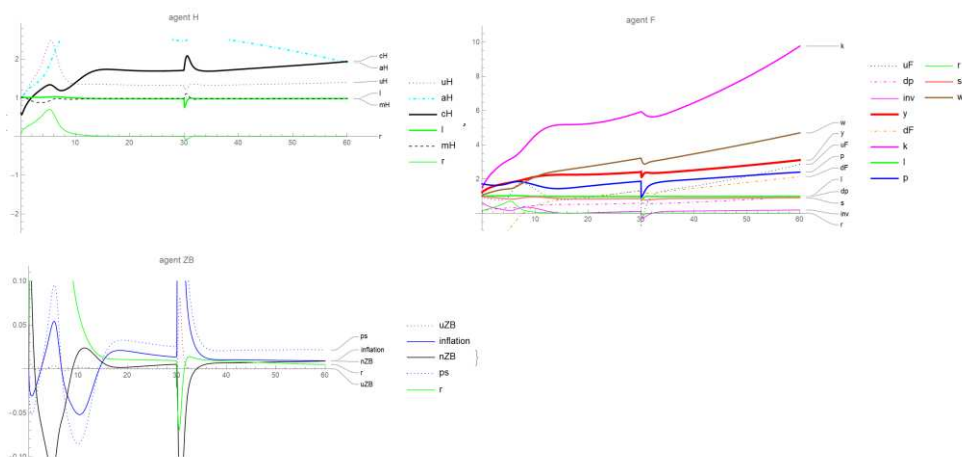 agent H
2
1
-1
-2
10
20
30
40
50
60
cH
aH
uH
l
mH
r
uH
aH
cH
l
mH
r
agent F
10
8
6
4
2
10
20
30
40
50
60
k
w
y
uF
p
dF
l
dp
s
inv
r
uF
dp
inv
y
dF
k
l
p
r
s
w
agent ZB
0.10
0.05
-0.05
-0.10
10
20
30
40
50
60
ps
inflation
nZB
r
uZB
uZB
inflation
nZB
ps
r
}